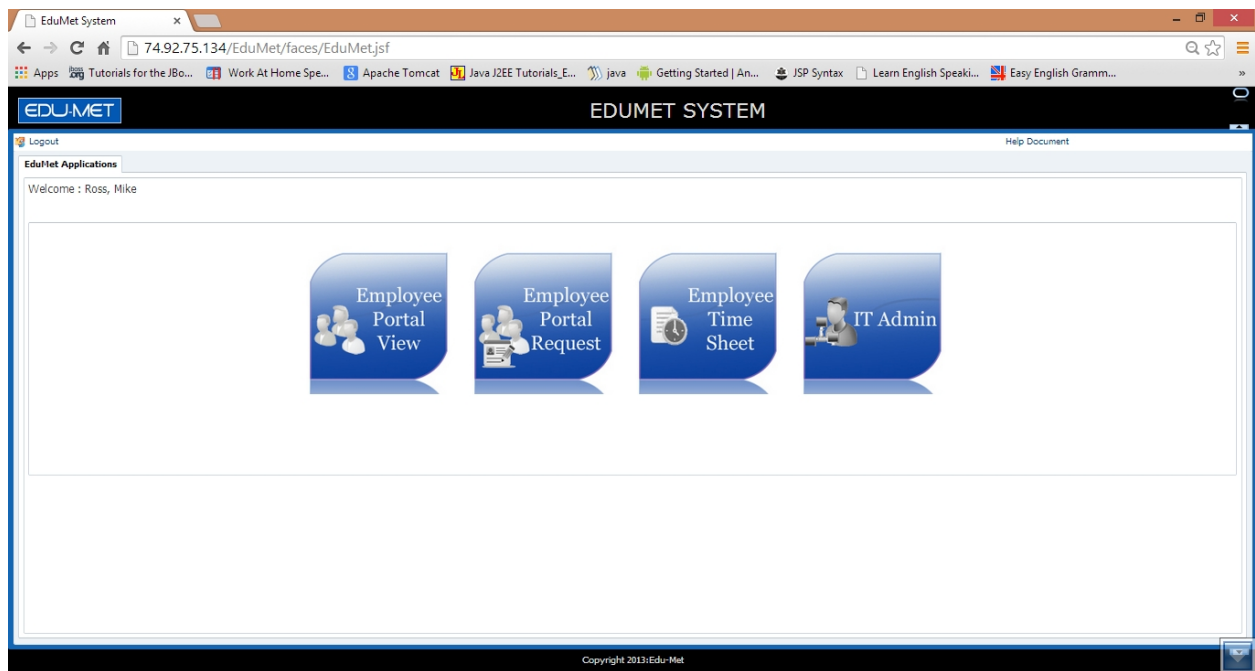 EduMet System
74.92.75.134/EduMet/faces/EduMet.jsf
Apps Tutorials for the JBo... Work At Home Spe... Apache Tomcat Java J2EE Tutorials_E... java Getting Started | An... JSP Syntax Learn English Speaki... Easy English Gramm... »
EDU-MET EDUMET SYSTEM
Logout Help Document
EduMet Applications
Welcome : Ross, Mike
Employee
Portal
View
Employee
Portal
Request
Employee
Time
Sheet
IT Admin
Copyright 2013:Edu-Met